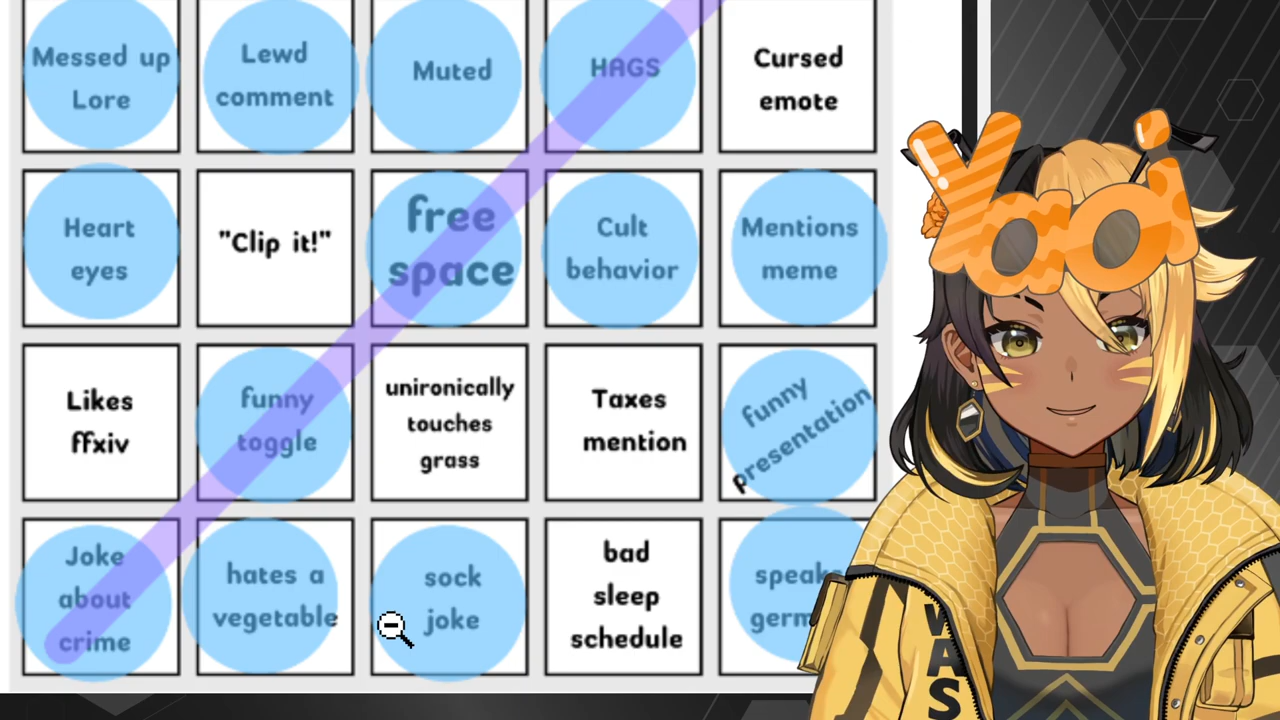 Messed up
Lore
Lewd
comment
Muted
HAGS
Cursed
emote
Heart
eyes
"Clip it!"
free
space
Cult
behavior
Mentions
meme
Likes
ffxiv
funny
toggle
unironically
touches
grass
Taxes
mention
funny
presentation
Joke
about
crime
hates a
vegetable
sock
joke
bad
sleep
schedule
speaks
Yaoi